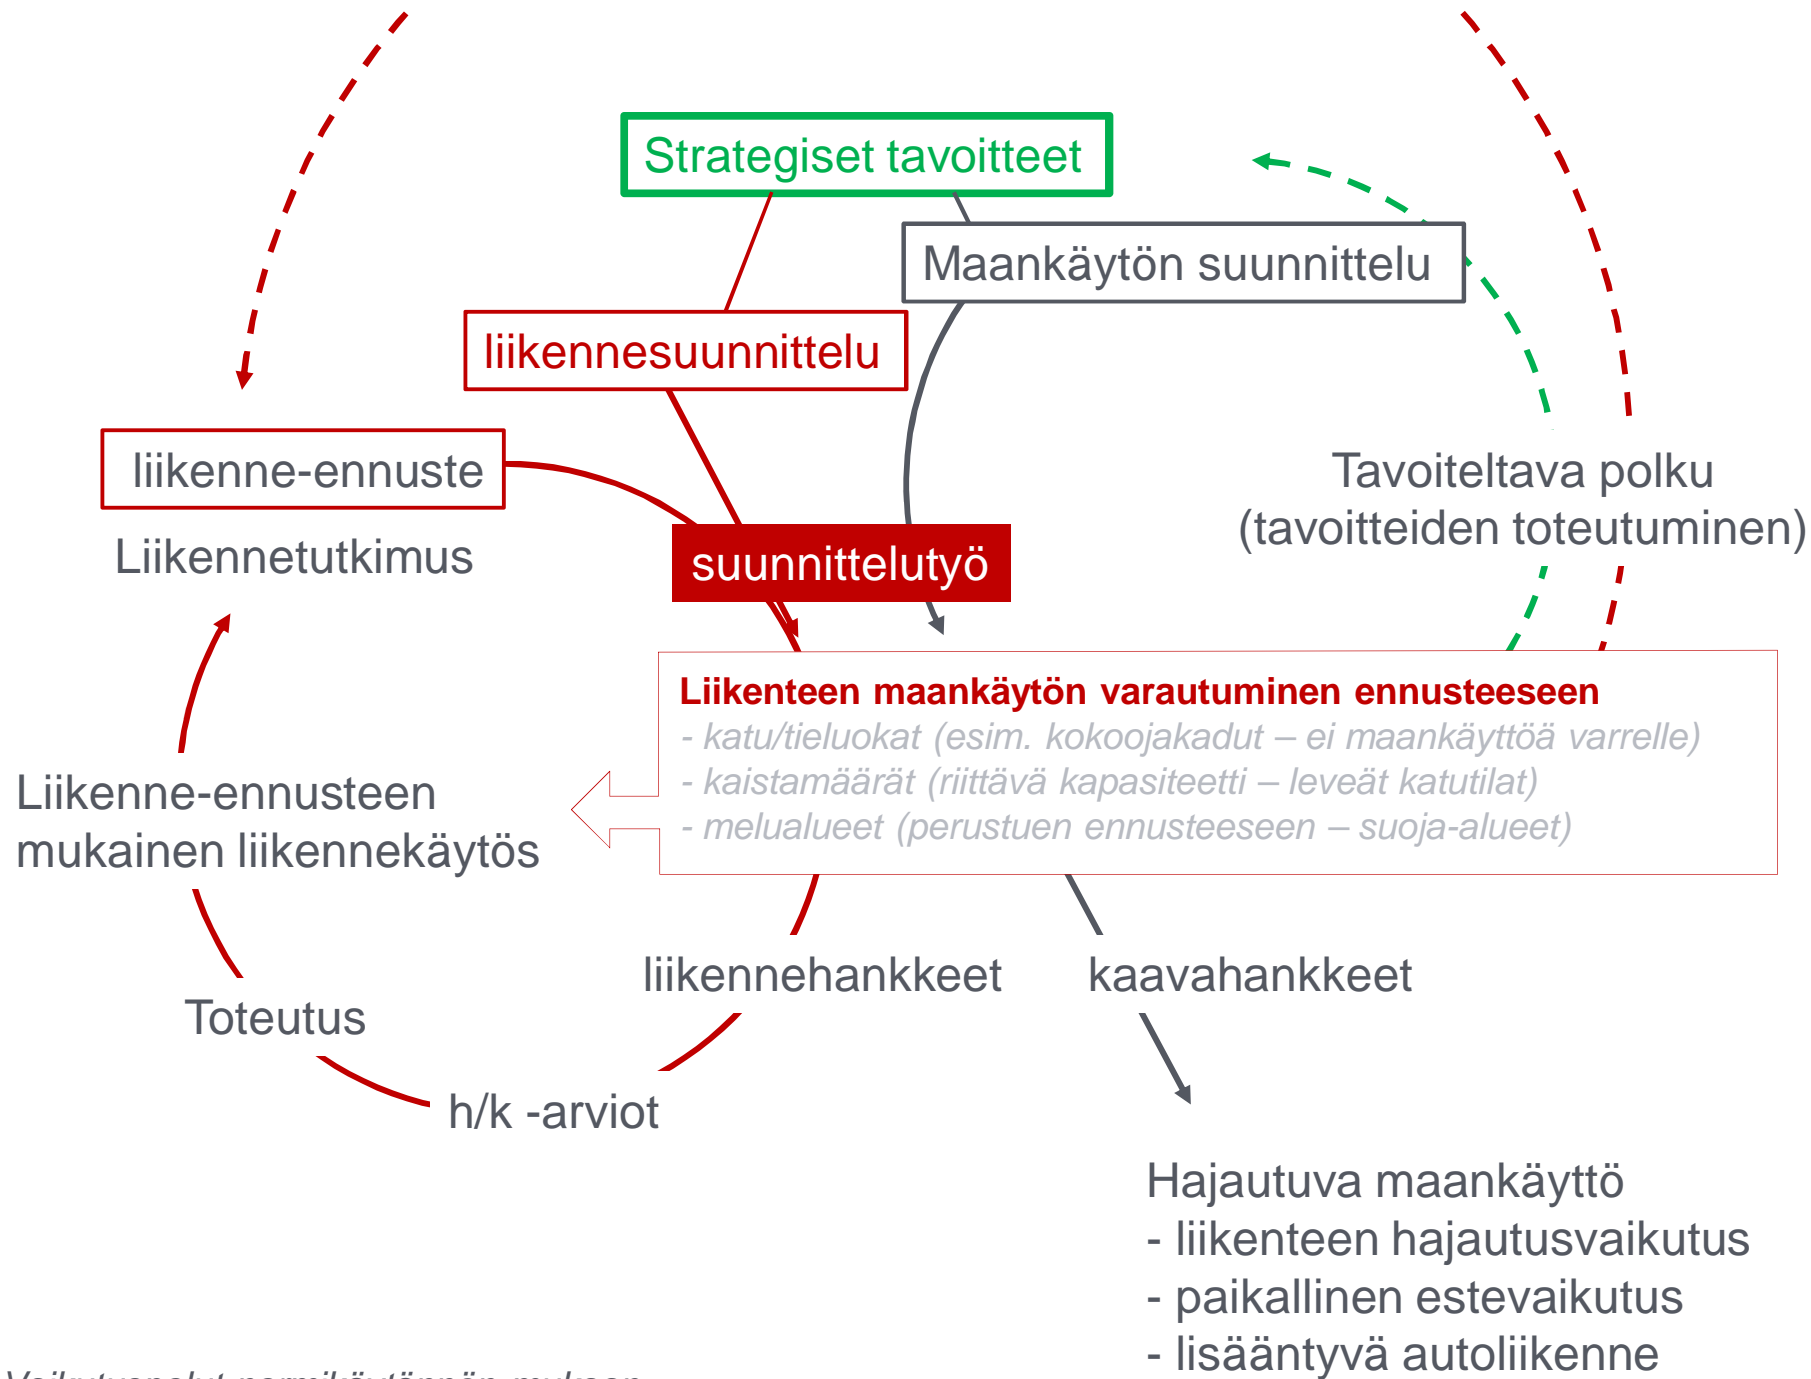 Strategiset tavoitteet
Maankäytön suunnittelu
liikennesuunnittelu
liikenne-ennuste
Liikennetutkimus
suunnittelutyö
Tavoiteltava polku
(tavoitteiden toteutuminen)
Liikenteen maankäytön varautuminen ennusteeseen
- katu/tieluokat (esim. kokoojakadut – ei maankäyttöä varrelle)
- kaistamäärät (riittävä kapasiteetti – leveät katutilat)
- melualueet (perustuen ennusteeseen – suoja-alueet)
Liikenne-ennusteen
mukainen liikennekäytös
liikennehankkeet
kaavahankkeet
Toteutus
h/k -arviot
Hajautuva maankäyttö
- liikenteen hajautusvaikutus
- paikallinen estevaikutus
- lisääntyvä autoliikenne